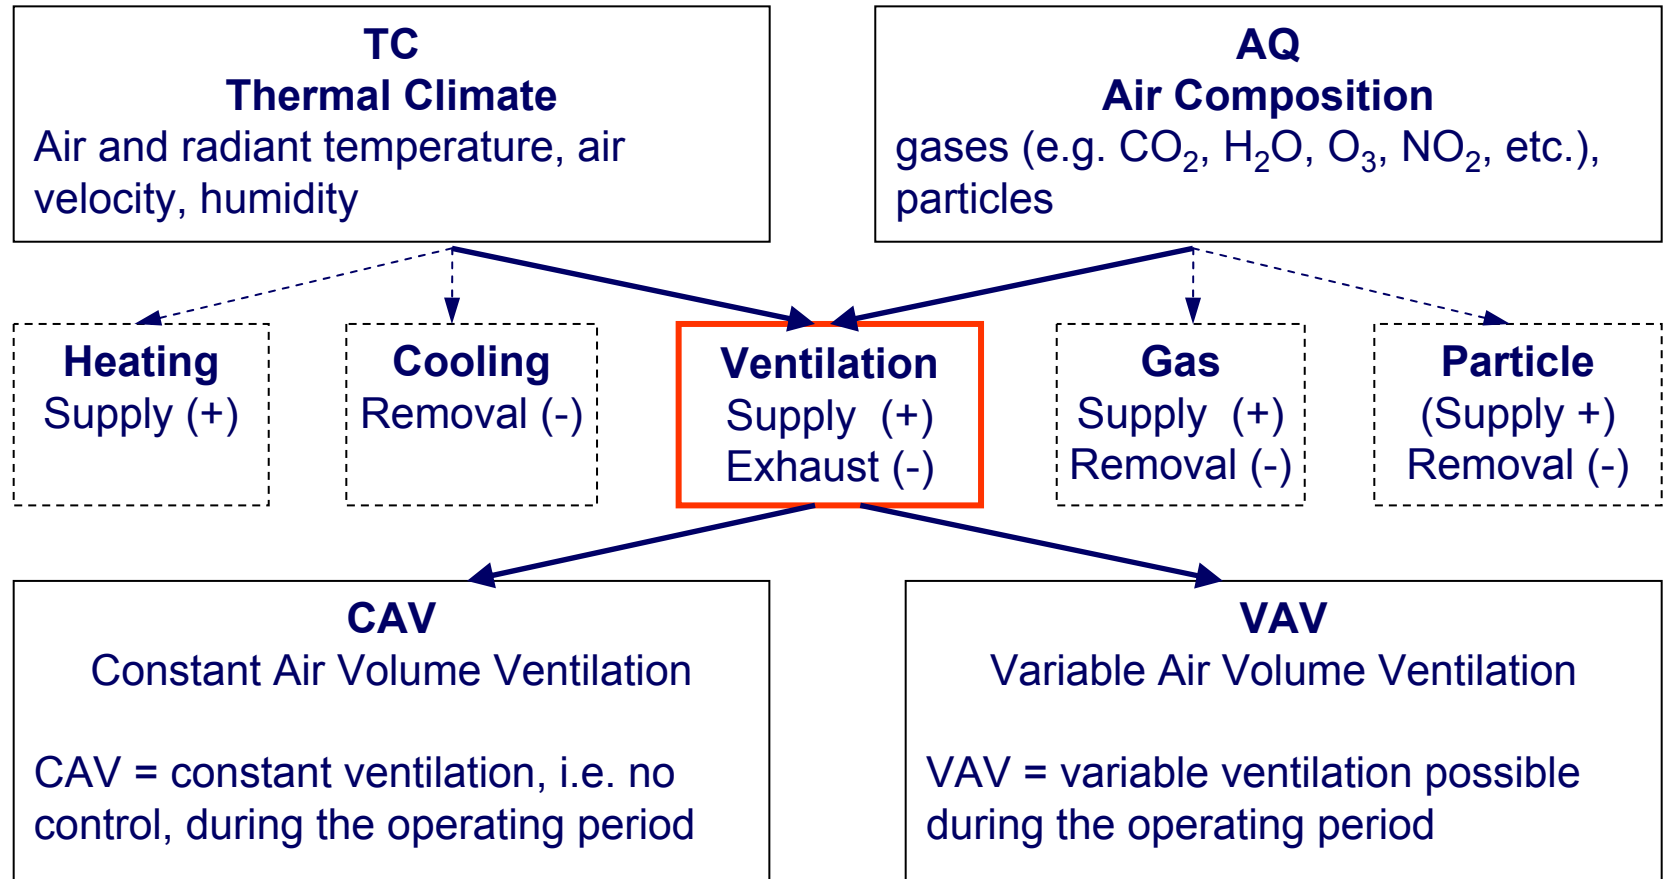 TC
Thermal Climate
Air and radiant temperature, air
velocity, humidity
AQ
Air Composition
gases (e.g. CO₂, H₂O, O₃, NO₂, etc.),
particles
Heating
Supply (+)
Cooling
Removal (-)
Ventilation
Supply (+)
Exhaust (-)
Gas
Supply (+)
Removal (-)
Particle
(Supply +)
Removal (-)
CAV
Constant Air Volume Ventilation
CAV = constant ventilation, i.e. no
control, during the operating period
VAV
Variable Air Volume Ventilation
VAV = variable ventilation possible
during the operating period